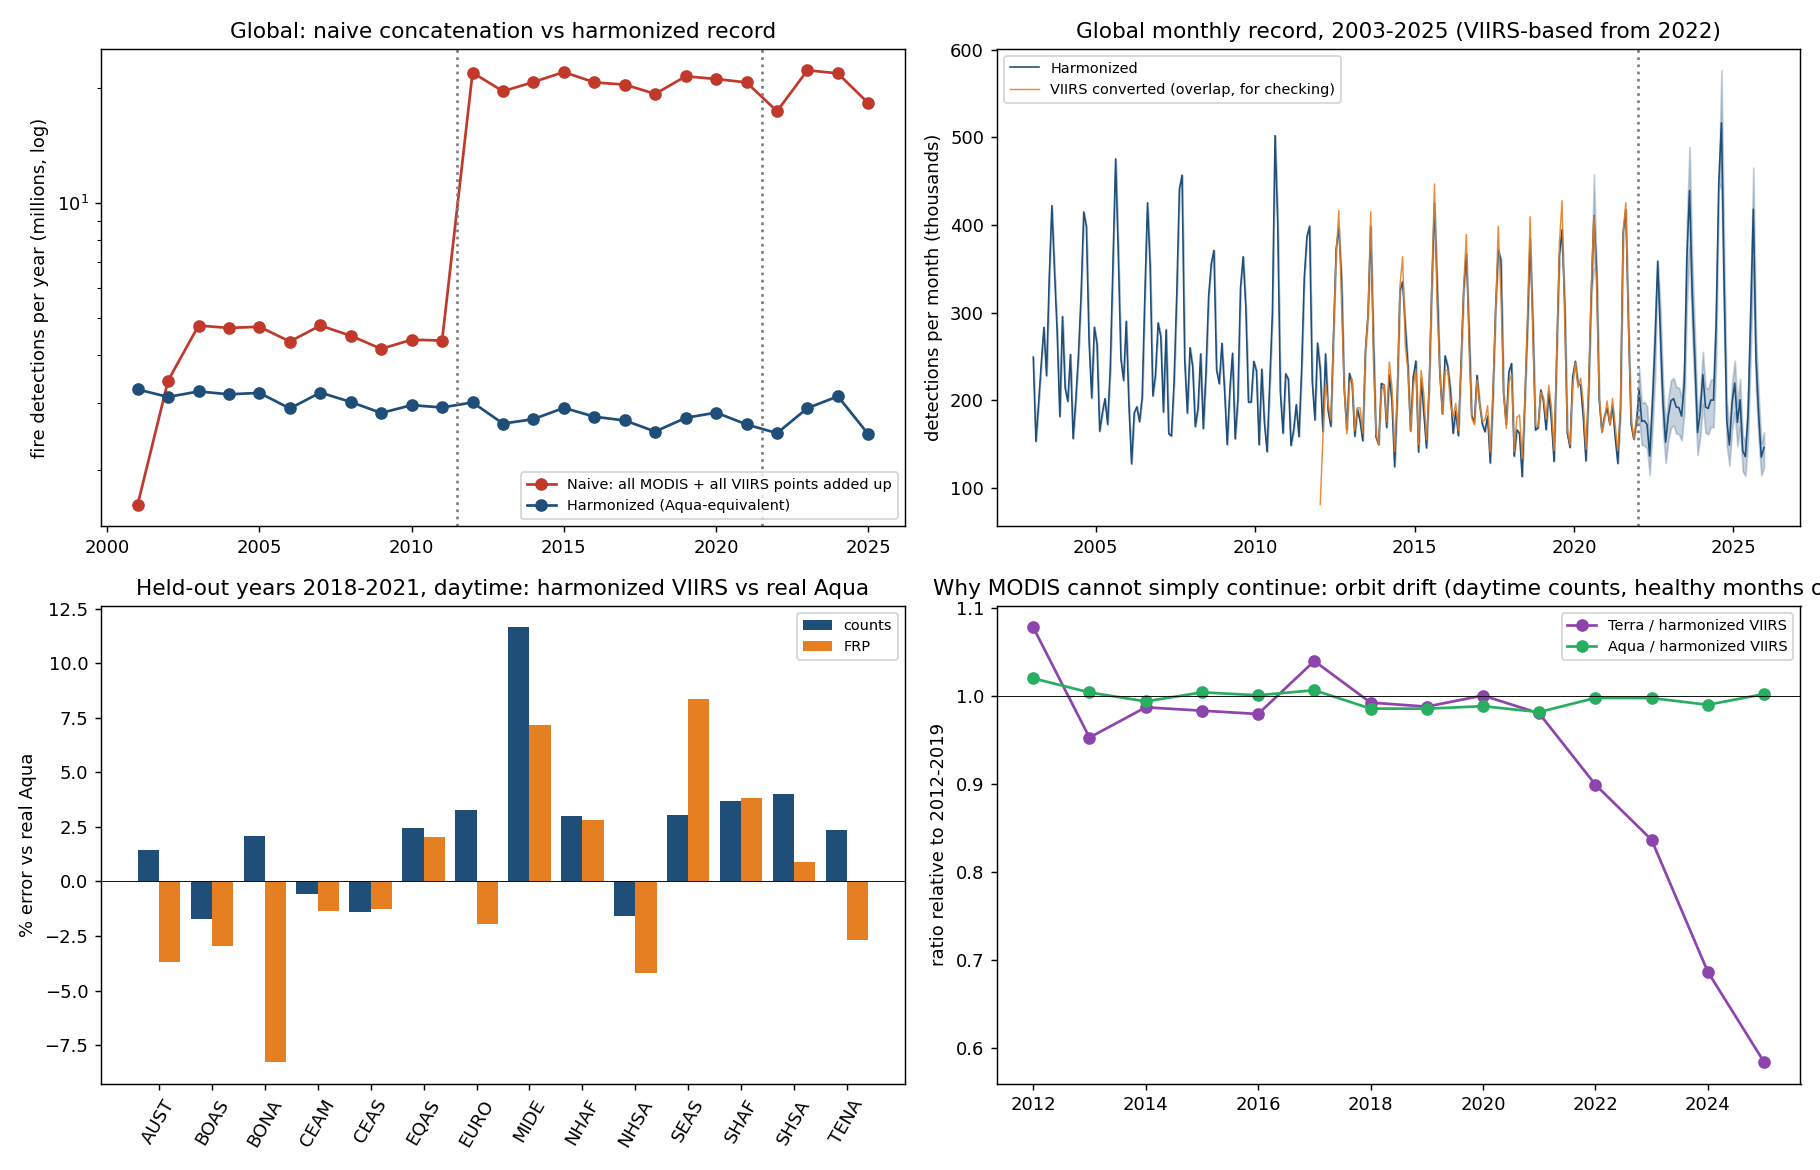 Global: naive concatenation vs harmonized record
fire detections per year (millions, log)
10¹
Naive: all MODIS + all VIIRS points added up
Harmonized (Aqua-equivalent)
2000 2005 2010 2015 2020 2025
Global monthly record, 2003-2025 (VIIRS-based from 2022)
detections per month (thousands)
600
500
400
300
200
100
Harmonized
VIIRS converted (overlap, for checking)
2005 2010 2015 2020 2025
Held-out years 2018-2021, daytime: harmonized VIIRS vs real Aqua
% error vs real Aqua
12.5
10.0
7.5
5.0
2.5
0.0
−2.5
−5.0
−7.5
counts
FRP
AUST BOAS BONA CEAM CEAS EQAS EURO MIDE NHAF NHSA SEAS SHAF SHSA TENA
Why MODIS cannot simply continue: orbit drift (daytime counts, healthy months o
ratio relative to 2012-2019
1.1
1.0
0.9
0.8
0.7
0.6
Terra / harmonized VIIRS
Aqua / harmonized VIIRS
2012 2014 2016 2018 2020 2022 2024